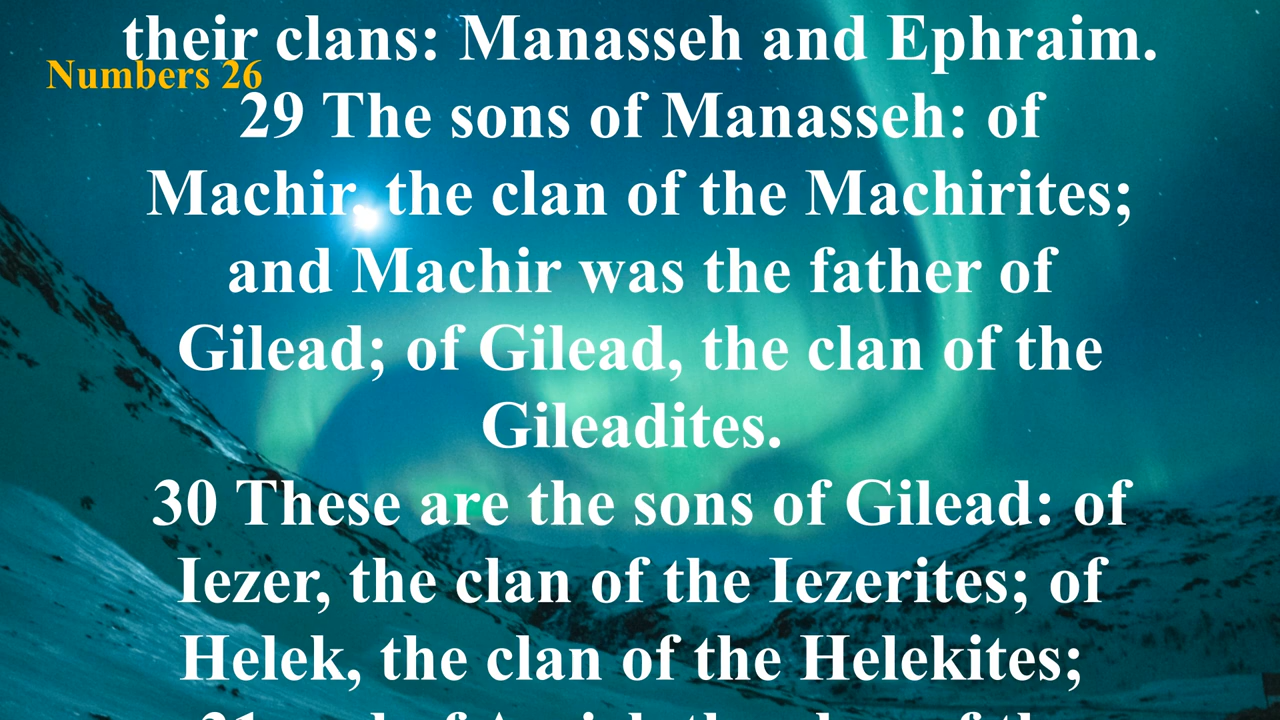 their clans: Manasseh and Ephraim.
Numbers 26
29 The sons of Manasseh: of
Machir, the clan of the Machirites;
and Machir was the father of
Gilead; of Gilead, the clan of the
Gileadites.
30 These are the sons of Gilead: of
Iezer, the clan of the Iezerites; of
Helek, the clan of the Helekites;